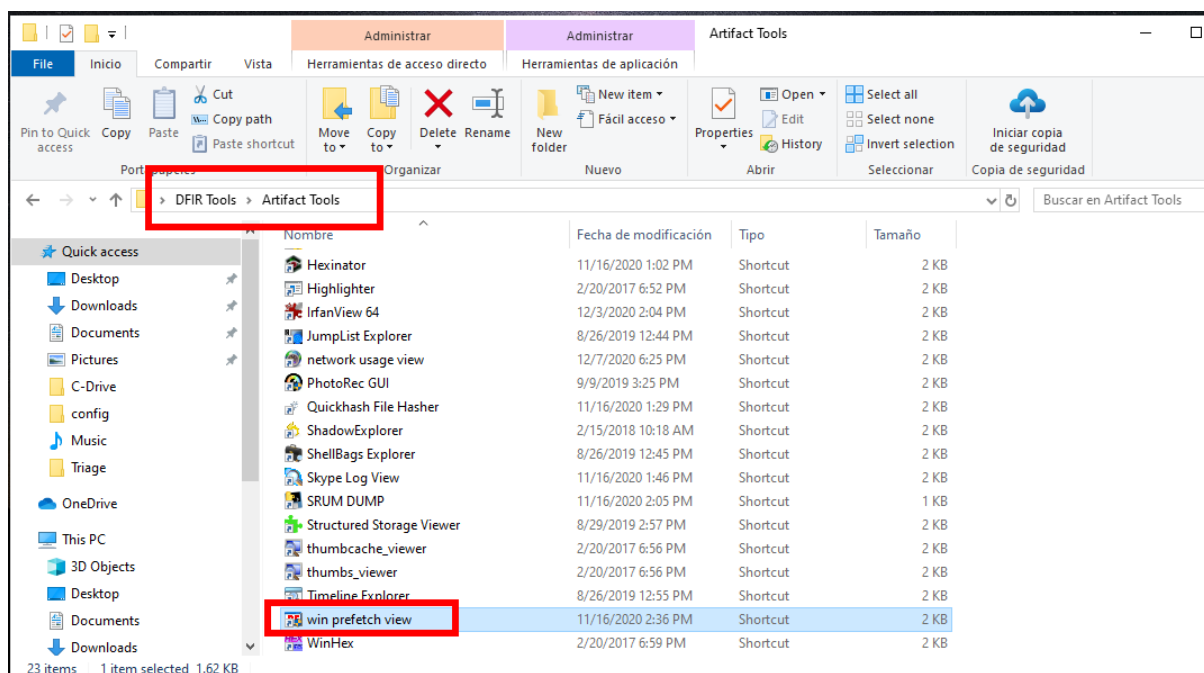 Administrar Administrar Artifact Tools
File Inicio Compartir Vista Herramientas de acceso directo Herramientas de aplicación
Pin to Quick access Copy Paste Cut
Copy path
Paste shortcut
Move to Copy to Delete Rename
New folder New item
Fácil acceso
Properties Open
Edit
History
Select all
Select none
Invert selection
Iniciar copia de seguridad
Organizar Nuevo Abrir Seleccionar Copia de seguridad
DFIR Tools > Artifact Tools Buscar en Artifact Tools
Nombre Fecha de modificación Tipo Tamaño
Quick access
Desktop
Downloads
Documents
Pictures
C-Drive
config
Music
Triage
OneDrive
This PC
3D Objects
Desktop
Documents
Downloads
Hexinator 11/16/2020 1:02 PM Shortcut 2 KB
Highlighter 2/20/2017 6:52 PM Shortcut 2 KB
IrfanView 64 12/3/2020 2:04 PM Shortcut 2 KB
JumpList Explorer 8/26/2019 12:44 PM Shortcut 2 KB
network usage view 12/7/2020 6:25 PM Shortcut 2 KB
PhotoRec GUI 9/9/2019 3:25 PM Shortcut 2 KB
Quickhash File Hasher 11/16/2020 1:29 PM Shortcut 2 KB
ShadowExplorer 2/15/2018 10:18 AM Shortcut 2 KB
ShellBags Explorer 8/26/2019 12:45 PM Shortcut 2 KB
Skype Log View 11/16/2020 1:46 PM Shortcut 2 KB
SRUM DUMP 11/16/2020 2:05 PM Shortcut 1 KB
Structured Storage Viewer 8/29/2019 2:57 PM Shortcut 2 KB
thumbcache_viewer 2/20/2017 6:56 PM Shortcut 2 KB
thumbs_viewer 2/20/2017 6:56 PM Shortcut 2 KB
Timeline Explorer 8/26/2019 12:55 PM Shortcut 2 KB
win prefetch view 11/16/2020 2:36 PM Shortcut 2 KB
WinHex 2/20/2017 6:59 PM Shortcut 2 KB
23 items 1 item selected 1.62 KB